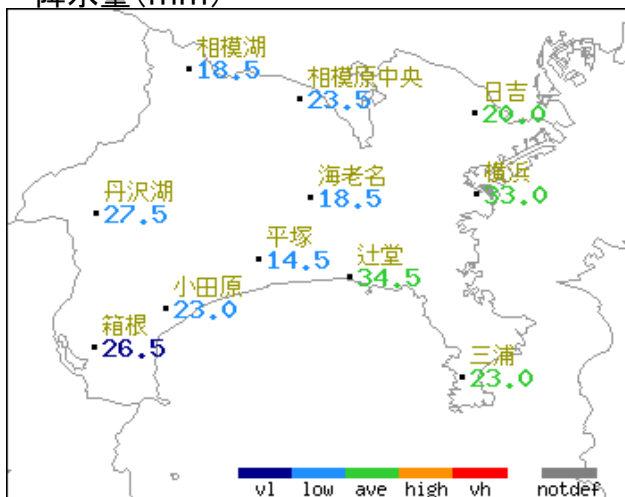 降水量(mm)
相模湖
18.5
相模原中央
23.5
日吉
20.0
海老名
18.5
横浜
33.0
丹沢湖
27.5
平塚
14.5
辻堂
34.5
小田原
23.0
箱根
26.5
三浦
23.0
vl low ave high vh notdef